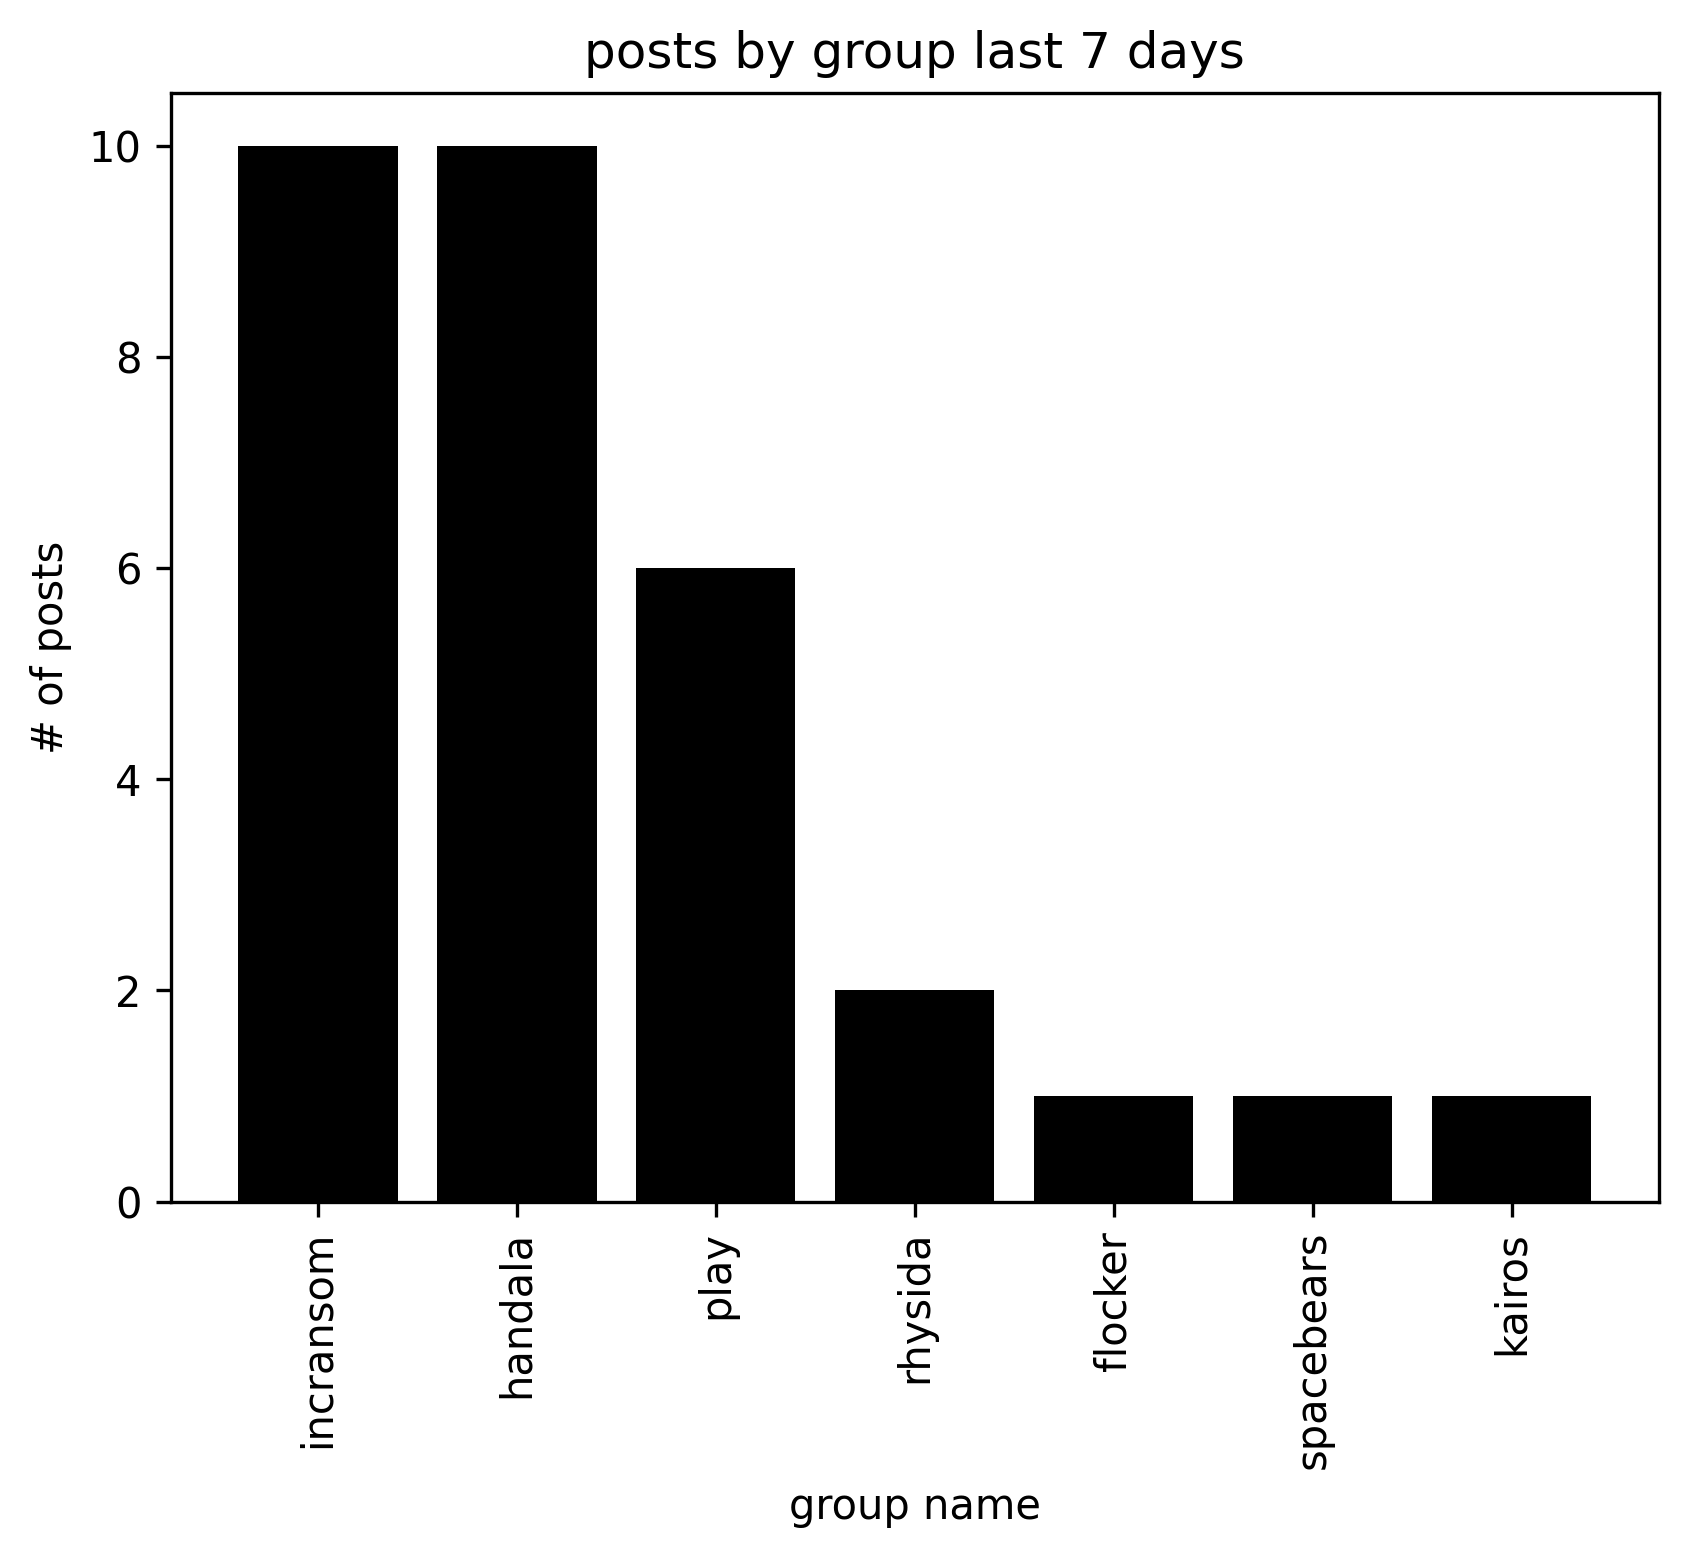 posts by group last 7 days
10
8
6
4
2
0
# of posts
incransom
handala
play
rhysida
flocker
spacebears
kairos
group name